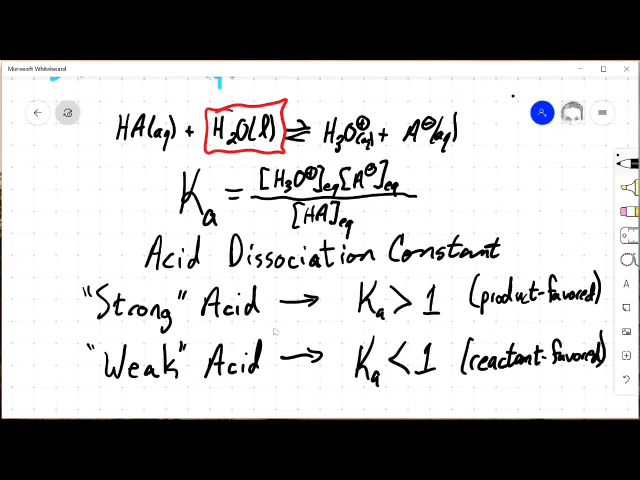 Microsoft Whiteboard
HA(aq) + H₂O(l) ⇌ H₃O⊕(aq) + A⊖(aq)
Kₐ = [H₃O⊕]eq[A⊖]eq / [HA]eq
Acid Dissociation Constant
"Strong" Acid → Kₐ > 1 (product-favored)
"Weak" Acid → Kₐ < 1 (reactant-favored)